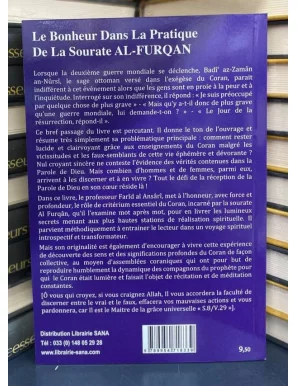 Le Bonheur Dans La Pratique
De La Sourate AL-FURQAN
Lorsque la deuxième guerre mondiale se déclenche, Badî' az-Zamân
an-Nûrsî, le sage ottoman versé dans l'exégèse du Coran, parait
indifférent à cet événement alors que les gens sont en proie à la peur et à
l'inquiétude. Interrogé sur son indifférence, il répond : « Je suis préoccupé
par quelque chose de plus grave » - « Mais qu'y a-t-il donc de plus grave
qu'une guerre mondiale, lui demande-t-on ? » - « Le Jour de la
résurrection, répond-il ».
Ce bref passage du livre est percutant. Il donne le ton de l'ouvrage et
résume très simplement sa problématique principale : comment rester
lucide et clairvoyant grâce aux enseignements du Coran malgré les
vicissitudes et les faux-semblants de cette vie éphémère et dévorante ?
Nul croyant sincère ne conteste l'évidence des vérités contenues dans la
Parole de Dieu. Mais combien d'hommes et de femmes, parmi eux,
arrivent à les discerner et à en vivre ? Tout le défi de la réception de la
Parole de Dieu en son cœur réside là !
Dans ce livre, le professeur Farid al Ansârî, met à l'honneur, avec force et
profondeur, le rôle de critérium essentiel du Coran, incarné par la sourate
Al Furqân, qu'il examine mot après mot, pour en livrer les lumineux
secrets menant aux plus hautes stations de réalisation spirituelle. Il
parvient méthodiquement à entraîner le lecteur dans un voyage spirituel
introspectif et transformateur.
Mais son originalité est également d'encourager à vivre cette expérience
de découverte des sens et des significations profondes du Coran de façon
collective, au moyen d'assemblées coraniques qui ont pour but de
reproduire humblement la dynamique des compagnons du prophète pour
qui le Coran était lumière et faisait l'objet de récitation et de méditation
constantes.
[Ô vous qui croyez, si vous craignez Allah, Il vous accordera la faculté de
discerner entre le vrai et le faux, effacera vos mauvaises actions et vous
pardonnera, car Il est le Maitre de la grâce universelle « S.8/V.29 »].
Distribution Librairie SANA
Tél : 033 (0) 148 05 29 28
www.librairie-sana.com
9,50